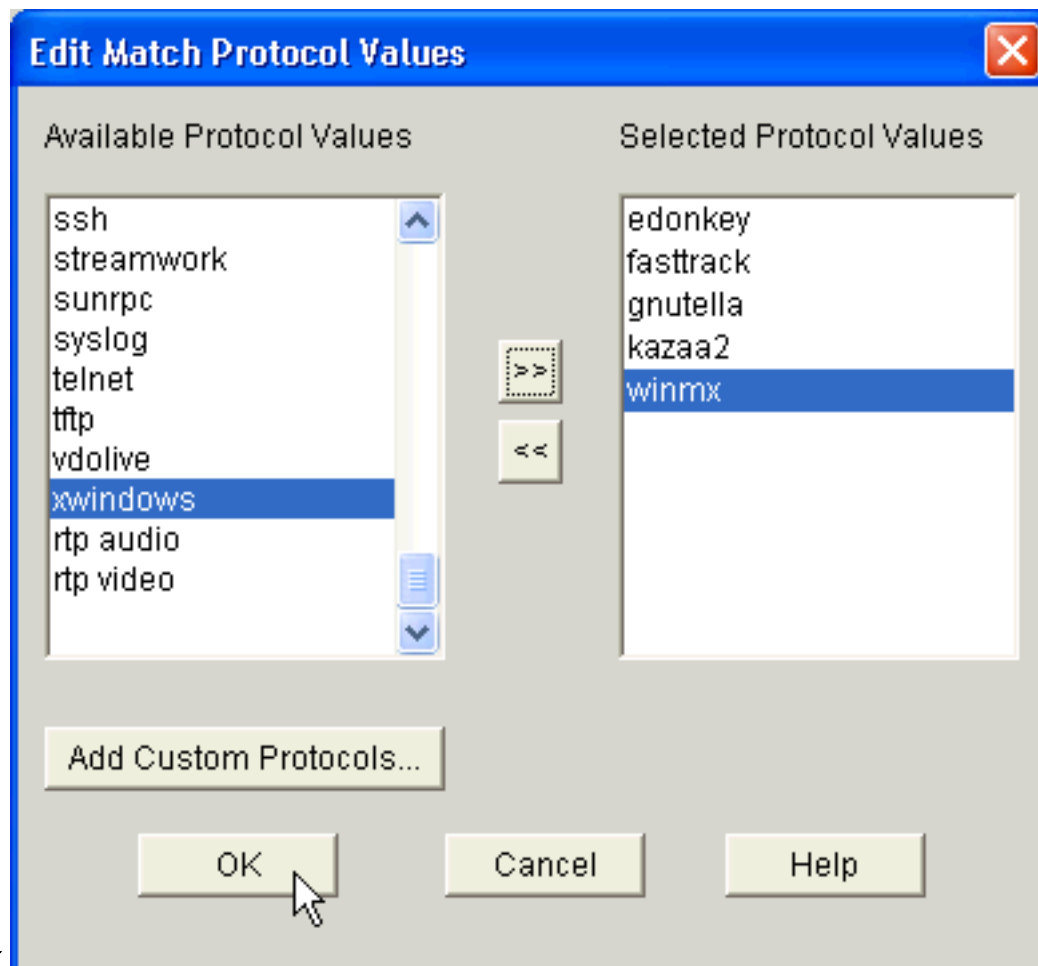 Edit Match Protocol Values
Available Protocol Values
Selected Protocol Values
ssh
streamwork
sunrpc
syslog
telnet
tftp
vdolive
xwindows
rtp audio
rtp video
>>
<<
edonkey
fasttrack
gnutella
kazaa2
winmx
Add Custom Protocols...
OK
Cancel
Help